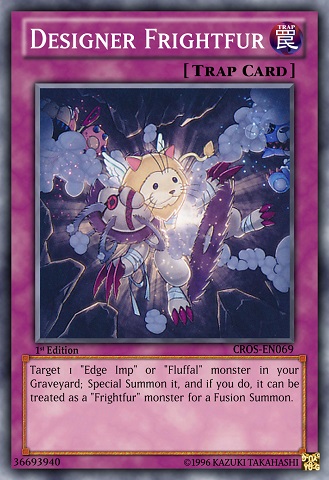 DESIGNER FRIGHTFUR
TRAP
罠
[TRAP CARD]
1st Edition
CROS-EN069
Target 1 "Edge Imp" or "Fluffal" monster in
your Graveyard; Special Summon it, and if you do, it can be
treated as a "Frightfur" monster for a Fusion Summon.
36693940
©1996 KAZUKI TAKAHASHI